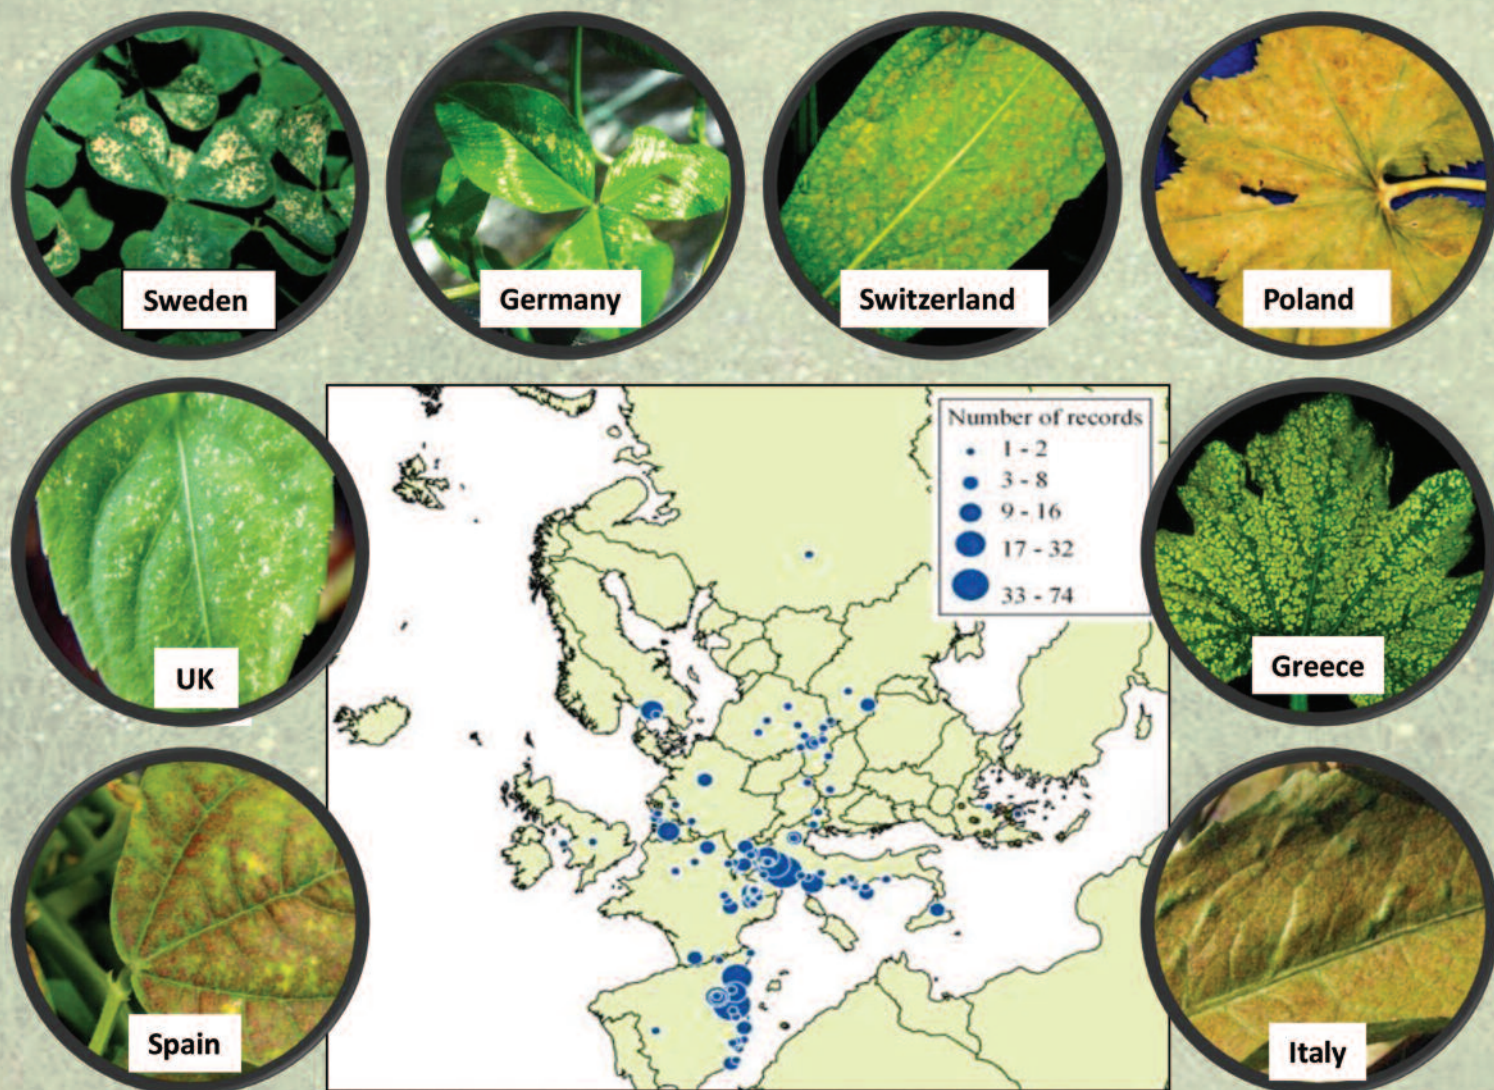 Sweden
Germany
Switzerland
Poland
Number of records
1 - 2
3 - 8
9 - 16
17 - 32
33 - 74
UK
Greece
Spain
Italy